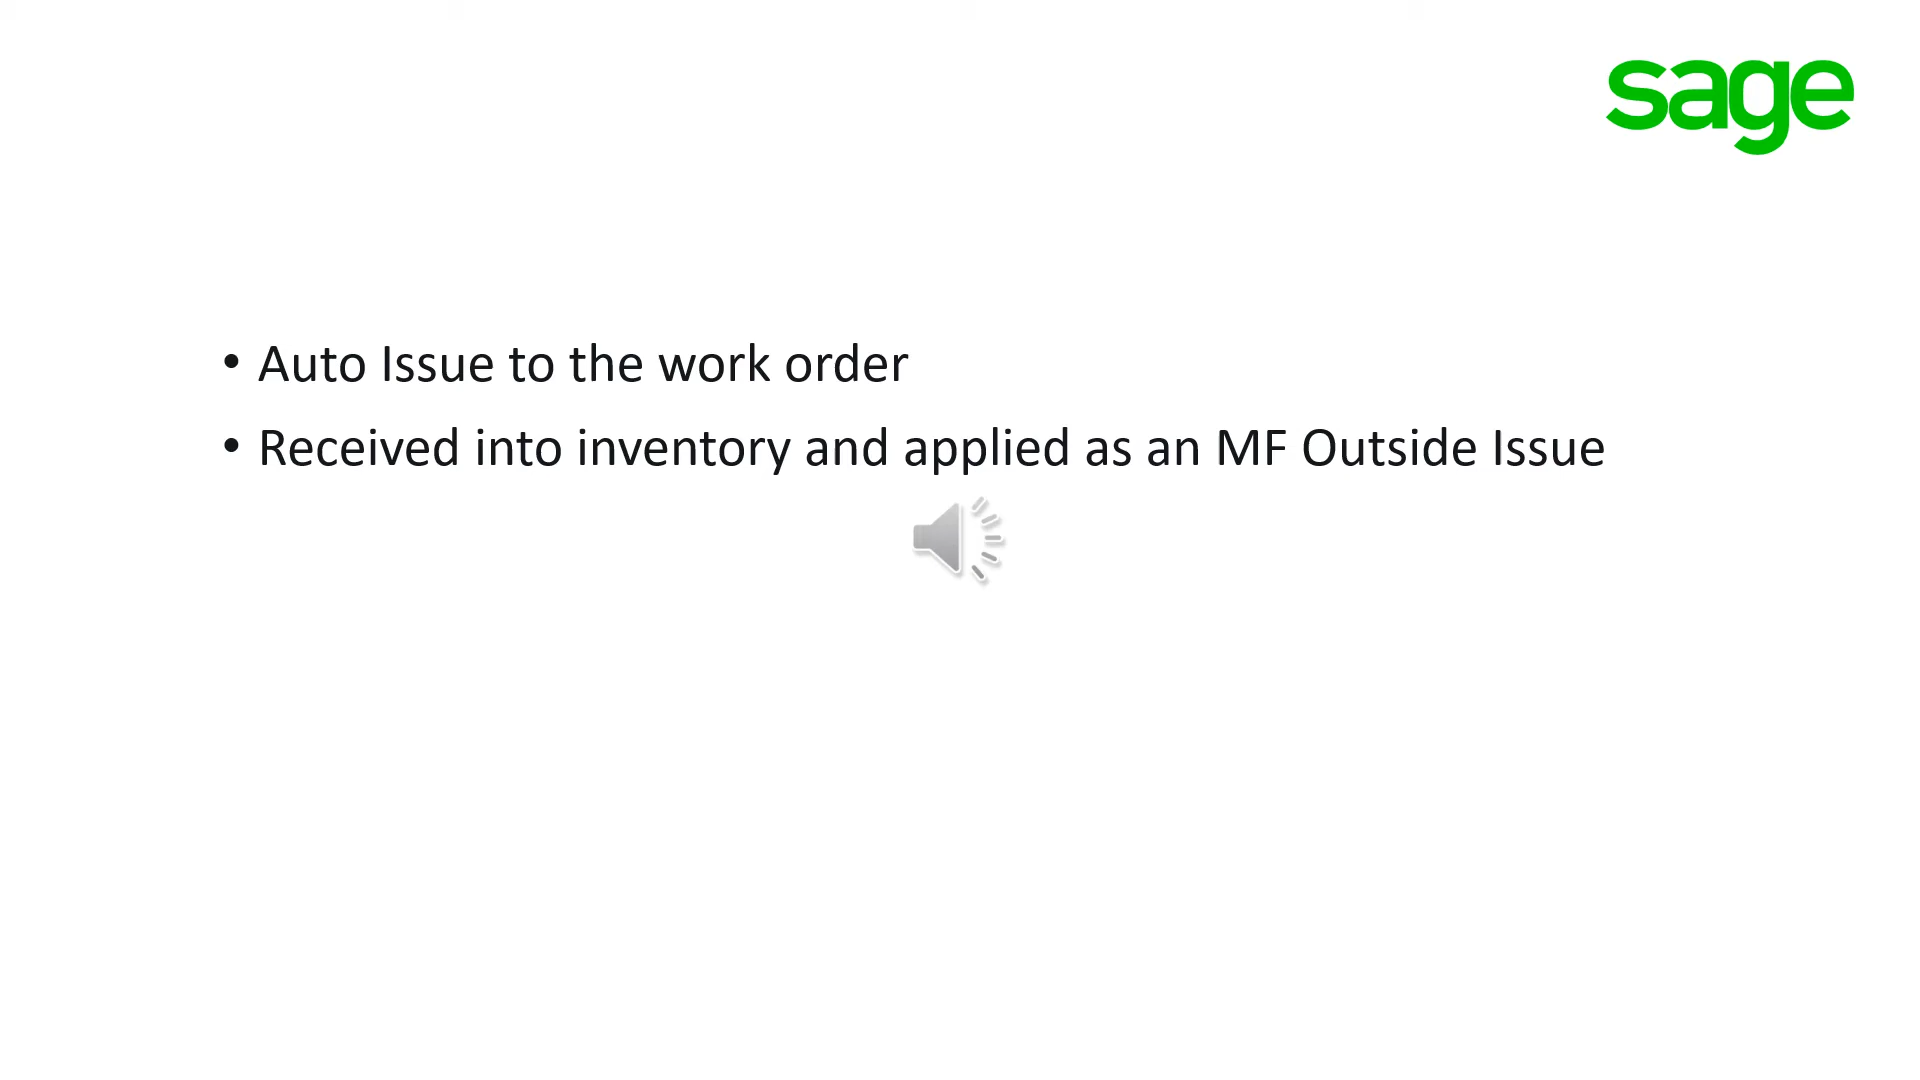 sage
• Auto Issue to the work order
• Received into inventory and applied as an MF Outside Issue